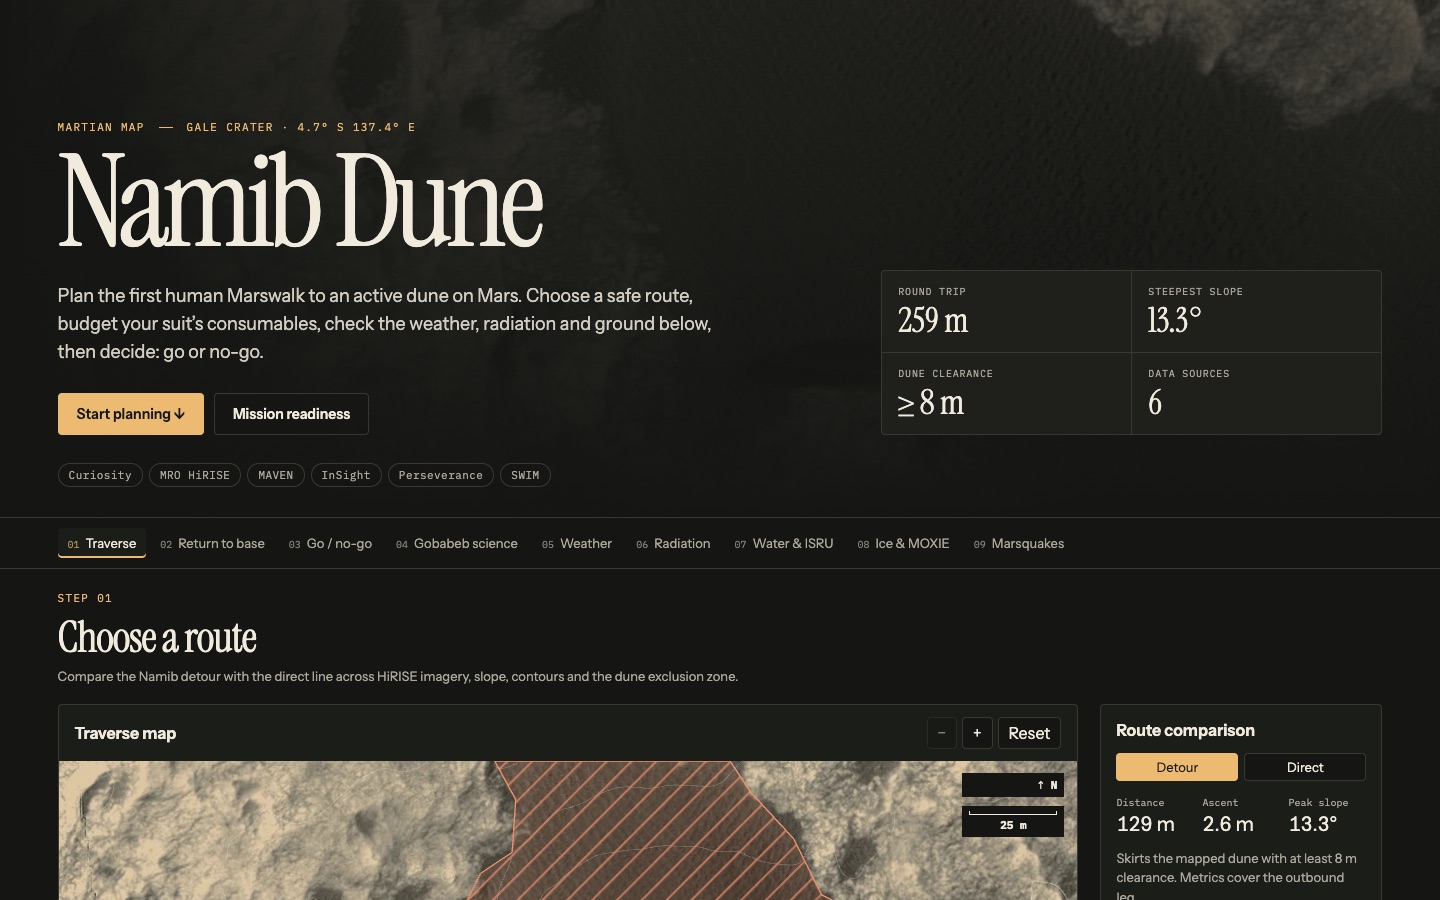 MARTIAN MAP — GALE CRATER · 4.7° S 137.4° E
Namib Dune
Plan the first human Marswalk to an active dune on Mars. Choose a safe route,
budget your suit’s consumables, check the weather, radiation and ground below,
then decide: go or no-go.
Start planning ↓
Mission readiness
ROUND TRIP
259 m
STEEPEST SLOPE
13.3°
DUNE CLEARANCE
≥ 8 m
DATA SOURCES
6
Curiosity
MRO HiRISE
MAVEN
InSight
Perseverance
SWIM
01 Traverse
02 Return to base
03 Go / no-go
04 Gobabeb science
05 Weather
06 Radiation
07 Water & ISRU
08 Ice & MOXIE
09 Marsquakes
STEP 01
Choose a route
Compare the Namib detour with the direct line across HiRISE imagery, slope, contours and the dune exclusion zone.
Traverse map
−
+
Reset
↑ N
25 m
Route comparison
Detour
Direct
Distance
129 m
Ascent
2.6 m
Peak slope
13.3°
Skirts the mapped dune with at least 8 m
clearance. Metrics cover the outbound
leg.